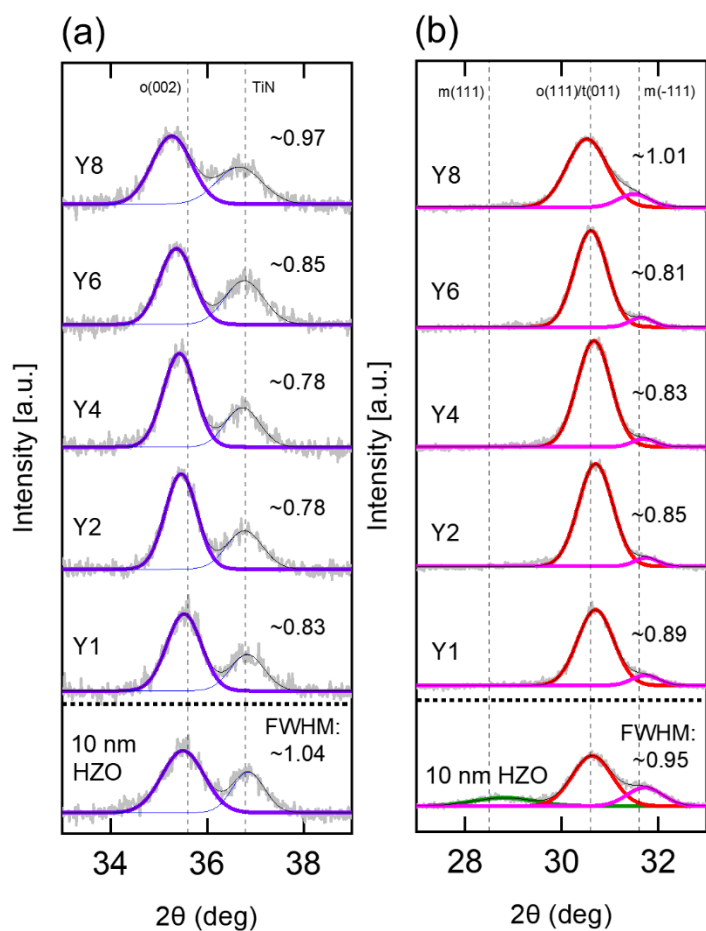 (a)
o(002) TiN
Y8 ~0.97
Y6 ~0.85
Y4 ~0.78
Y2 ~0.78
Y1 ~0.83
10 nm HZO
FWHM: ~1.04
Intensity [a.u.]
34 36 38
2θ (deg)
(b)
m(111) o(111)/t(011) m(-111)
Y8 ~1.01
Y6 ~0.81
Y4 ~0.83
Y2 ~0.85
Y1 ~0.89
FWHM:
~0.95
10 nm HZO
Intensity [a.u.]
28 30 32
2θ (deg)